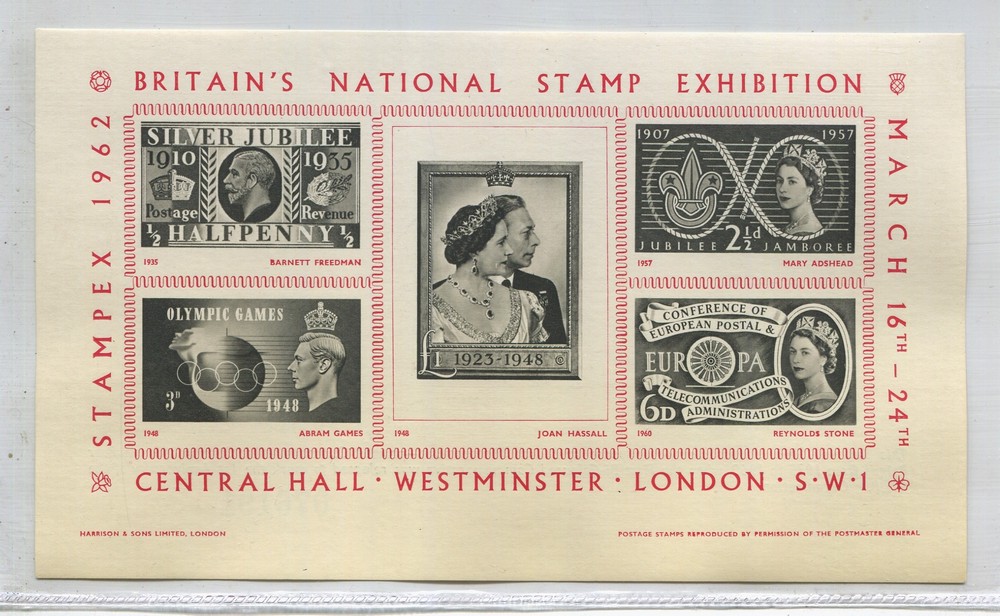 BRITAIN'S NATIONAL STAMP EXHIBITION
STAMPEX 1962
MARCH 16TH – 24TH
SILVER JUBILEE
1910 1935
Postage Revenue
½ HALFPENNY ½
1935 BARNETT FREEDMAN
£1 1923-1948
1948 JOAN HASSALL
1907 1957
2½d
JUBILEE JAMBOREE
1957 MARY ADSHEAD
OLYMPIC GAMES
3D 1948
1948 ABRAM GAMES
CONFERENCE OF
EUROPEAN POSTAL &
EUROPA
TELECOMMUNICATIONS
6D ADMINISTRATIONS
1960 REYNOLDS STONE
CENTRAL HALL · WESTMINSTER · LONDON · S·W·1
HARRISON & SONS LIMITED, LONDON
POSTAGE STAMPS REPRODUCED BY PERMISSION OF THE POSTMASTER GENERAL